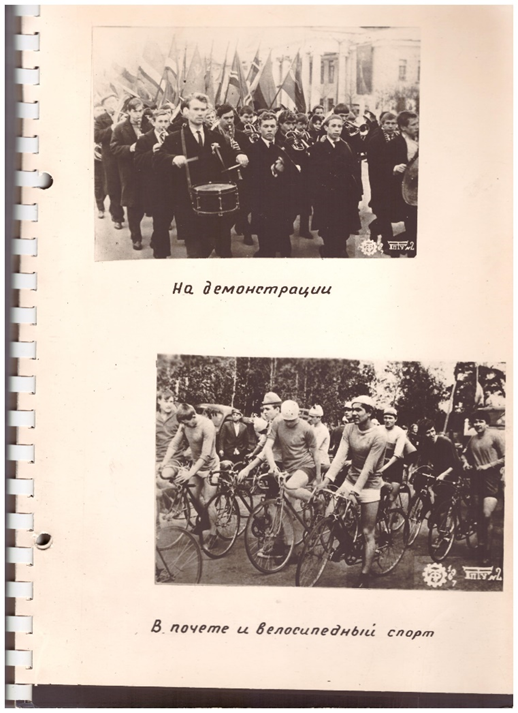 На демонстрации
В почете и велосипедный спорт